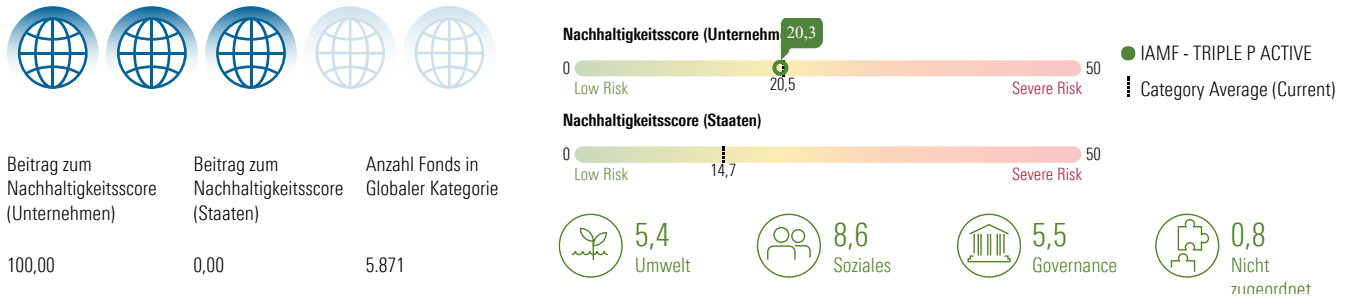 Beitrag zum
Nachhaltigkeitsscore
(Unternehmen)
100,00
Beitrag zum
Nachhaltigkeitsscore
(Staaten)
0,00
Anzahl Fonds in
Globaler Kategorie
5.871
Nachhaltigkeitsscore (Unternehm
20,3
0
50
Low Risk
20,5
Severe Risk
Nachhaltigkeitsscore (Staaten)
0
50
Low Risk
14,7
Severe Risk
IAMF - TRIPLE P ACTIVE
Category Average (Current)
5,4
Umwelt
8,6
Soziales
5,5
Governance
0,8
Nicht
zugeordnet